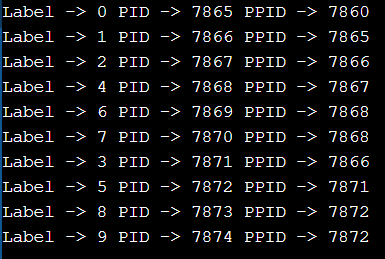 Label -> 0 PID -> 7865 PPID -> 7860
Label -> 1 PID -> 7866 PPID -> 7865
Label -> 2 PID -> 7867 PPID -> 7866
Label -> 4 PID -> 7868 PPID -> 7867
Label -> 6 PID -> 7869 PPID -> 7868
Label -> 7 PID -> 7870 PPID -> 7868
Label -> 3 PID -> 7871 PPID -> 7866
Label -> 5 PID -> 7872 PPID -> 7871
Label -> 8 PID -> 7873 PPID -> 7872
Label -> 9 PID -> 7874 PPID -> 7872